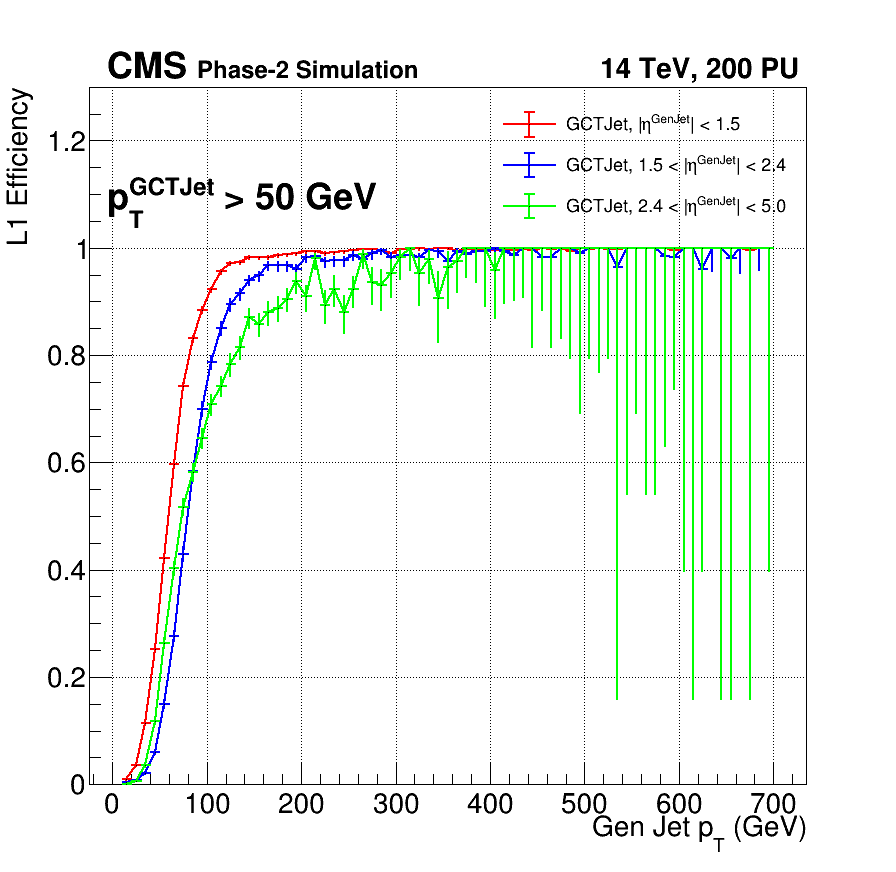 CMS Phase-2 Simulation 14 TeV, 200 PU
L1 Efficiency
GCTJet, |η^GenJet| < 1.5
GCTJet, 1.5 < |η^GenJet| < 2.4
GCTJet, 2.4 < |η^GenJet| < 5.0
p_T^GCTJet > 50 GeV
1.2
1
0.8
0.6
0.4
0.2
0
0 100 200 300 400 500 600 700
Gen Jet p_T (GeV)